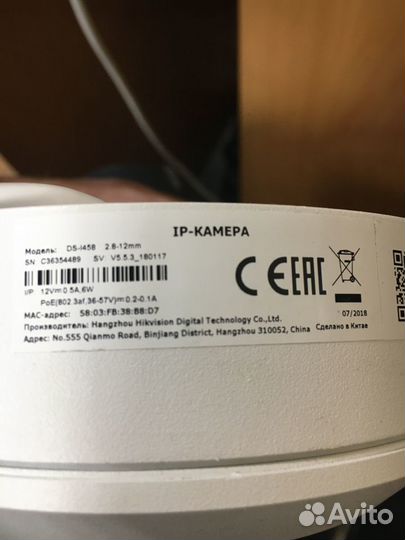 IP-КАМЕРА
Модель: DS-I458 2.8-12mm
SN C36354489 SV V5.5.3_180117
I/P 12V⎓0.5A,6W
PoE(802.3af,36-57V)⎓0.2-0.1A
MAC-адрес: 58:03:FB:38:B8:D7
Производитель: Hangzhou Hikvision Digital Technology Co.,Ltd.
Адрес: No.555 Qianmo Road, Binjiang District, Hangzhou 310052, China
CE EAC
07/2018
Сделано в Китае
Avito